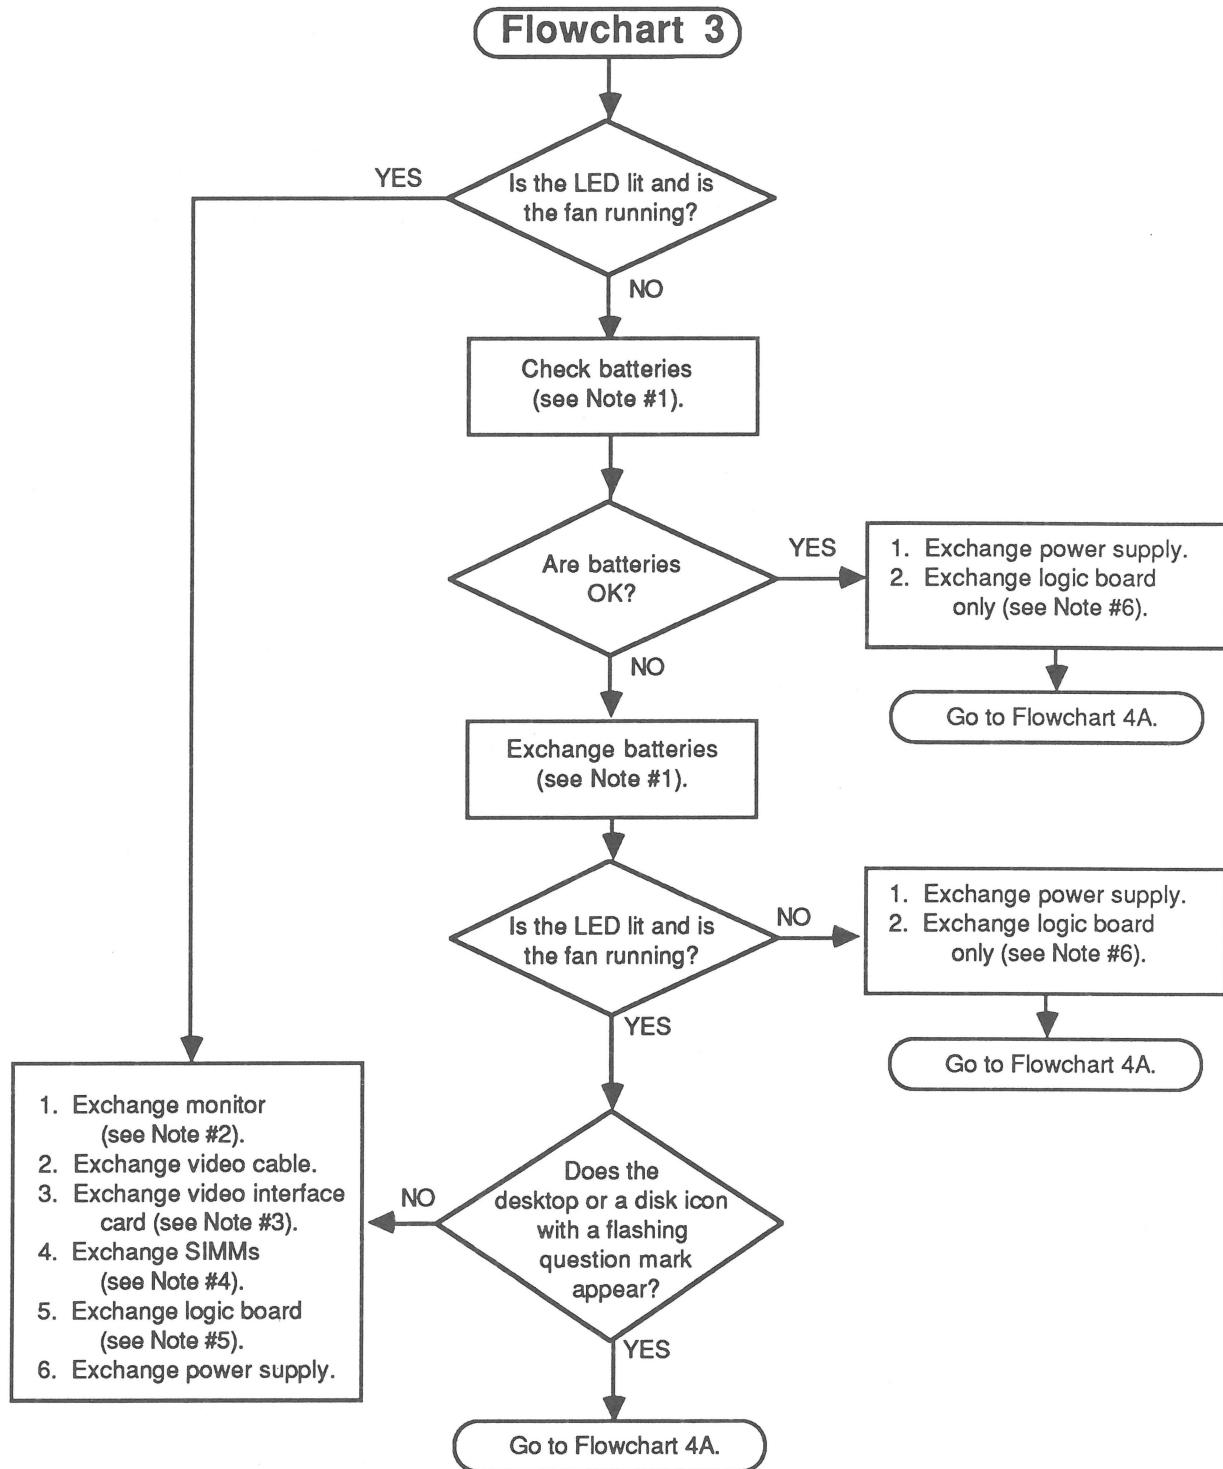 Flowchart 3
YES
Is the LED lit and is
the fan running?
NO
Check batteries
(see Note #1).
Are batteries
OK?
YES
1. Exchange power supply.
2. Exchange logic board
only (see Note #6).
NO
Go to Flowchart 4A.
Exchange batteries
(see Note #1).
Is the LED lit and is
the fan running?
NO
1. Exchange power supply.
2. Exchange logic board
only (see Note #6).
YES
Go to Flowchart 4A.
1. Exchange monitor
(see Note #2).
2. Exchange video cable.
3. Exchange video interface
card (see Note #3).
4. Exchange SIMMs
(see Note #4).
5. Exchange logic board
(see Note #5).
6. Exchange power supply.
NO
Does the
desktop or a disk icon
with a flashing
question mark
appear?
YES
Go to Flowchart 4A.